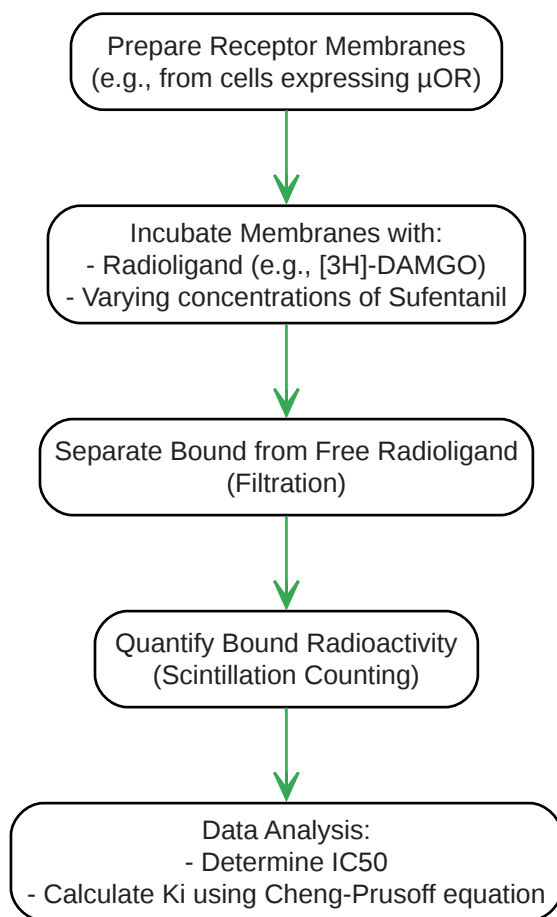 Prepare Receptor Membranes
(e.g., from cells expressing µOR)
Incubate Membranes with:
- Radioligand (e.g., [3H]-DAMGO)
- Varying concentrations of Sufentanil
Separate Bound from Free Radioligand
(Filtration)
Quantify Bound Radioactivity
(Scintillation Counting)
Data Analysis:
- Determine IC50
- Calculate Ki using Cheng-Prusoff equation